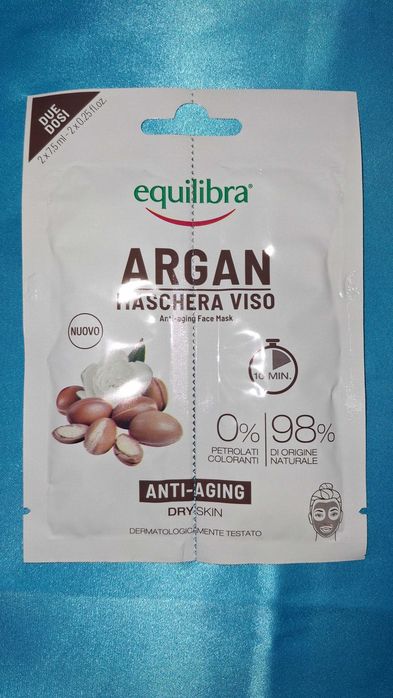 DUE
DOSI
2 x 7.5 ml - 2 x 0.25 fl.oz.
equilibra®
ARGAN
MASCHERA VISO
Anti-aging Face Mask
NUOVO
10 MIN.
0%
PETROLATI
COLORANTI
98%
DI ORIGINE
NATURALE
ANTI-AGING
DRY SKIN
DERMATOLOGICAMENTE TESTATO